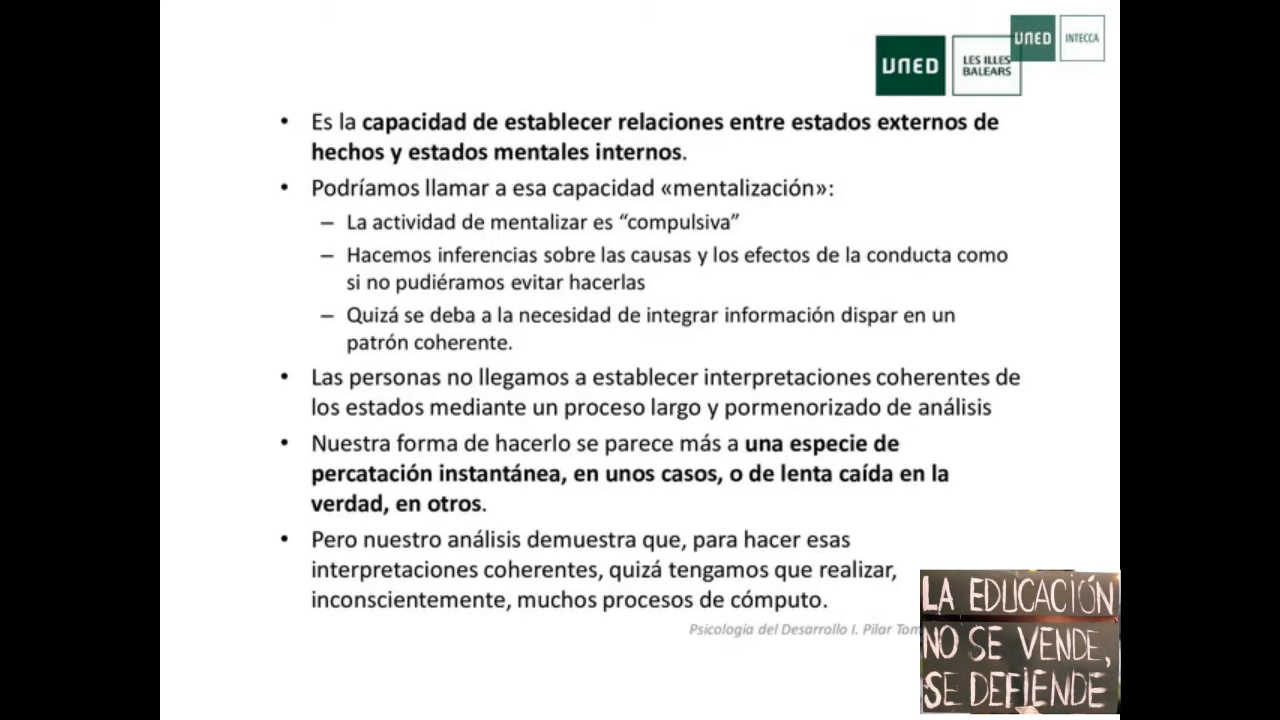 UNED
INTECCA
UNED
LES ILLES
BALEARS
• Es la capacidad de establecer relaciones entre estados externos de
hechos y estados mentales internos.
• Podríamos llamar a esa capacidad «mentalización»:
– La actividad de mentalizar es “compulsiva”
– Hacemos inferencias sobre las causas y los efectos de la conducta como
si no pudiéramos evitar hacerlas
– Quizá se deba a la necesidad de integrar información dispar en un
patrón coherente.
• Las personas no llegamos a establecer interpretaciones coherentes de
los estados mediante un proceso largo y pormenorizado de análisis
• Nuestra forma de hacerlo se parece más a una especie de
percatación instantánea, en unos casos, o de lenta caída en la
verdad, en otros.
• Pero nuestro análisis demuestra que, para hacer esas
interpretaciones coherentes, quizá tengamos que realizar,
inconscientemente, muchos procesos de cómputo.
Psicología del Desarrollo I. Pilar
LA EDUCACIÓN
NO SE VENDE,
SE DEFIENDE